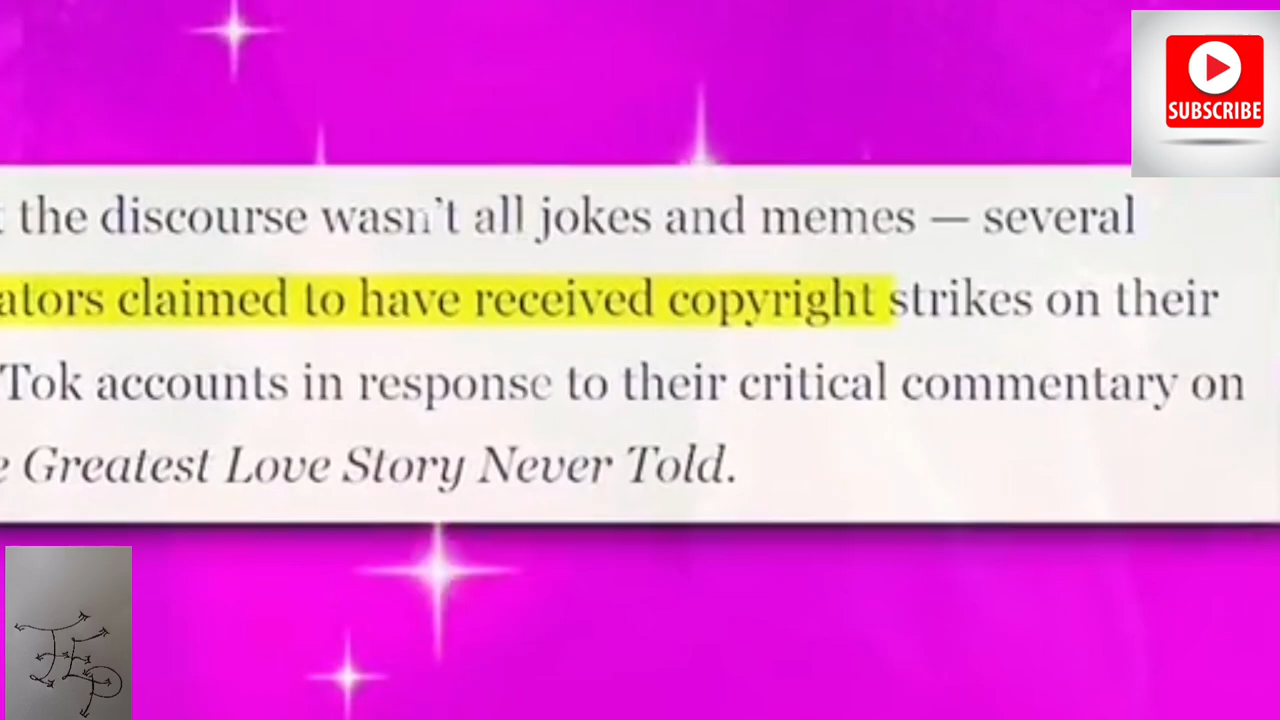 SUBSCRIBE
the discourse wasn't all jokes and memes — several
ators claimed to have received copyright strikes on their
Tok accounts in response to their critical commentary on
e Greatest Love Story Never Told.